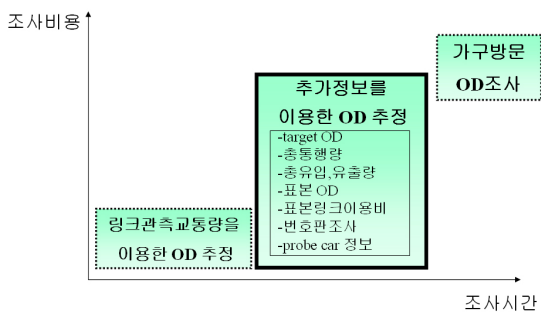 조사비용
가구방문
OD조사
추가정보를
이용한 OD 추정
-target OD
-총통행량
-총유입,유출량
-표본 OD
-표본링크이용비
-번호판조사
-probe car 정보
링크관측교통량을
이용한 OD 추정
조사시간